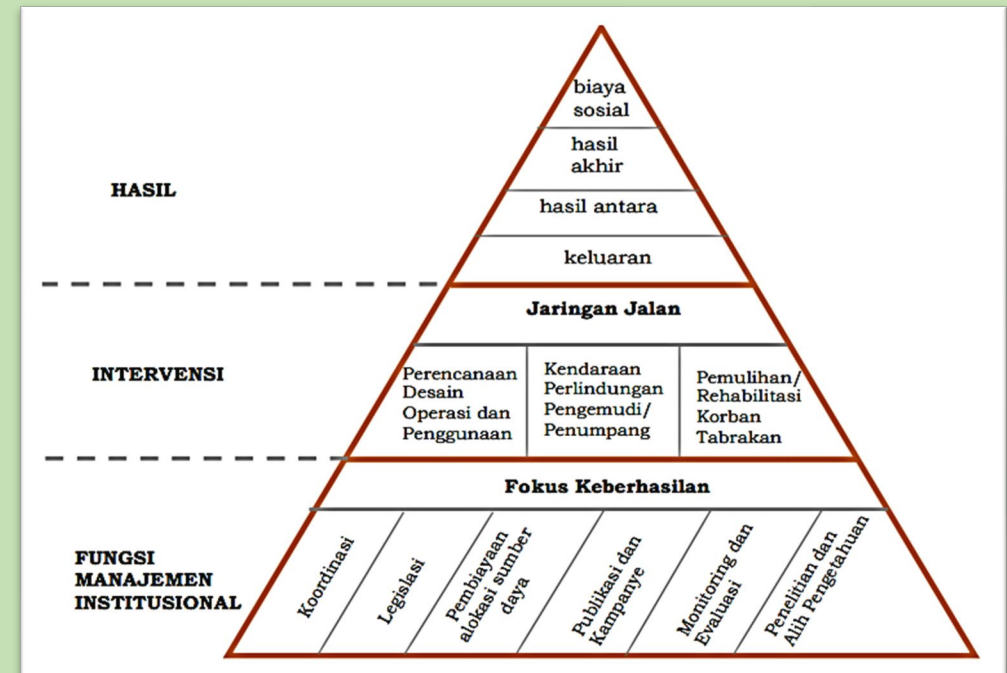 biaya
sosial
hasil
akhir
HASIL
hasil antara
keluaran
Jaringan Jalan
INTERVENSI
Perencanaan
Desain
Operasi dan
Penggunaan
Kendaraan
Perlindungan
Pengemudi/
Penumpang
Pemulihan/
Rehabilitasi
Korban
Tabrakan
Fokus Keberhasilan
FUNGSI
MANAJEMEN
INSTITUSIONAL
Koordinasi
Legislasi
Pembiayaan
alokasi sumber
daya
Publikasi dan
Kampanye
Monitoring dan
Evaluasi
Penelitian dan
Alih Pengetahuan